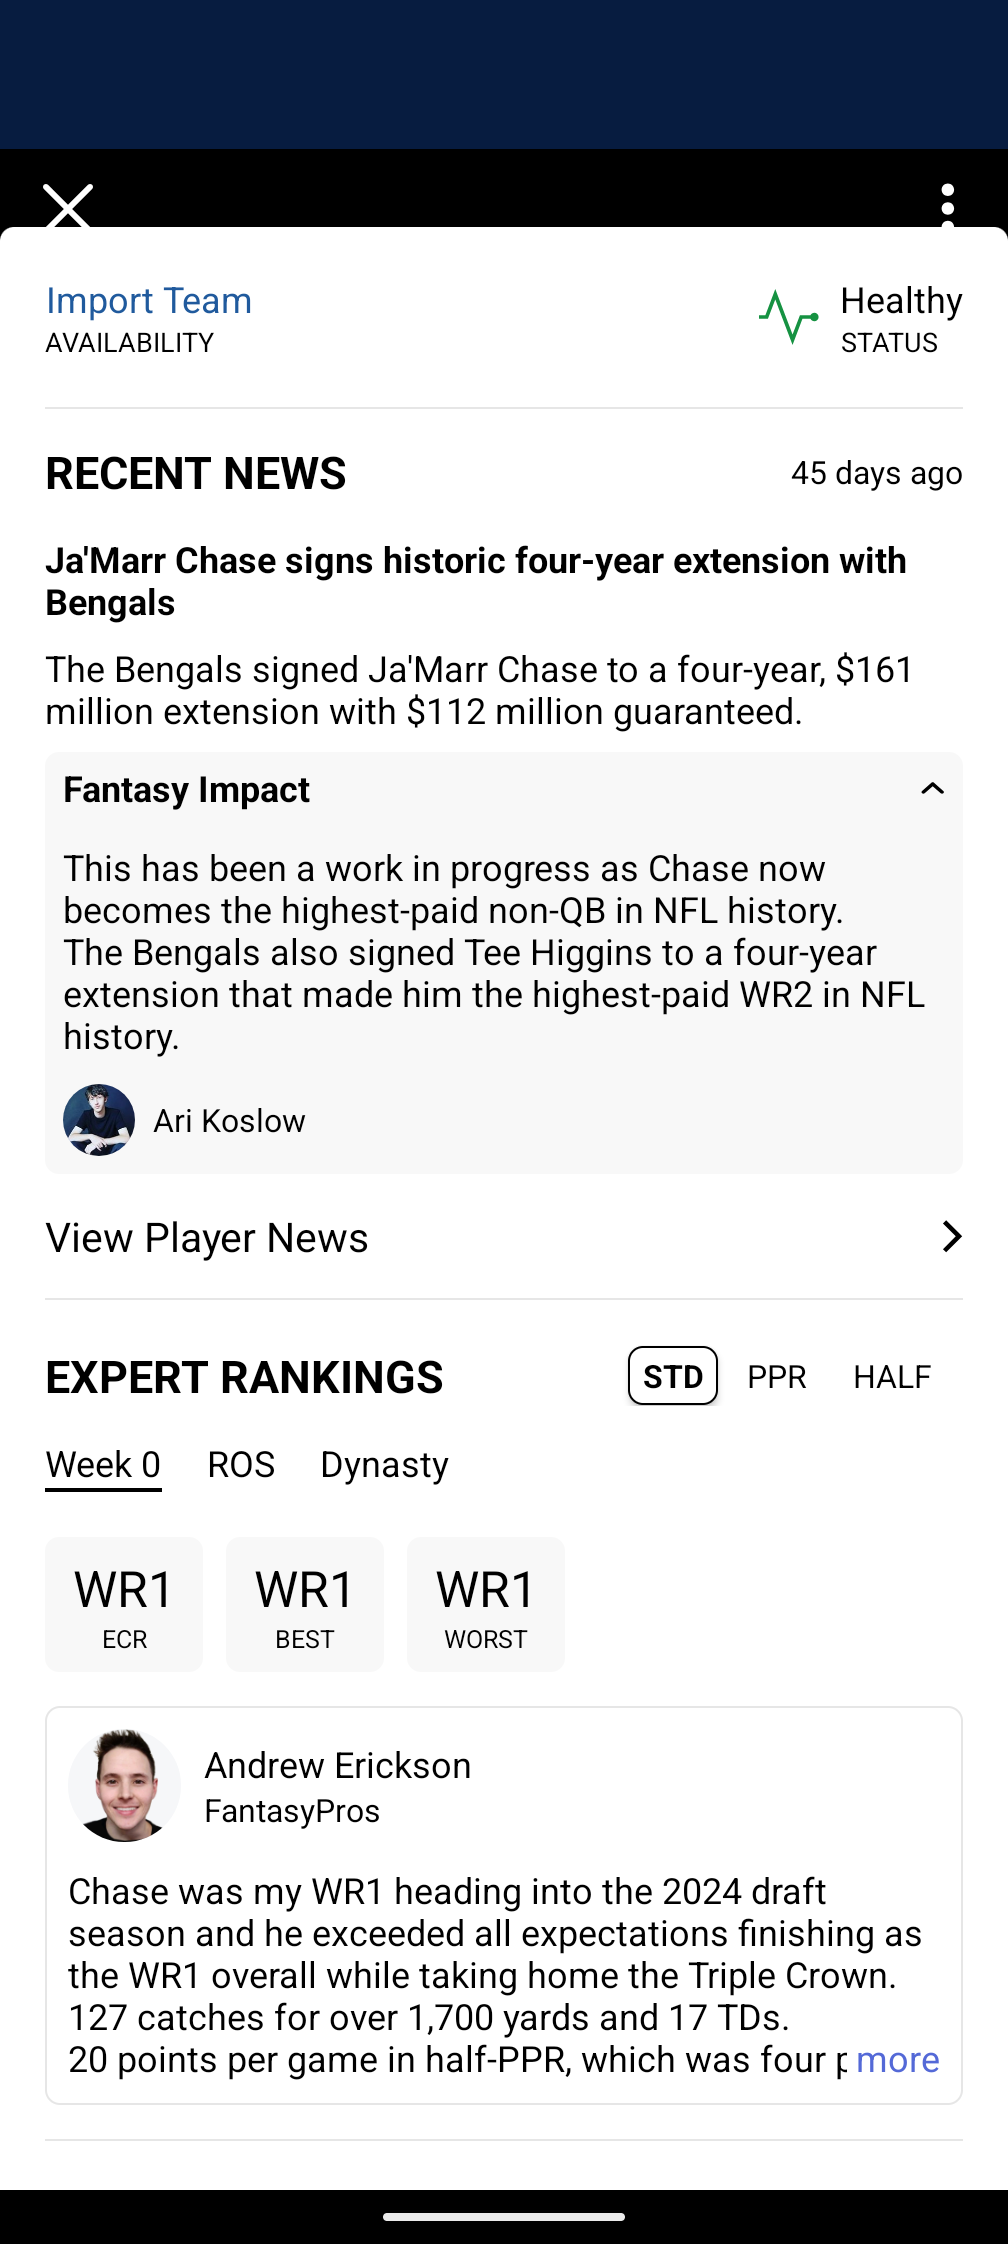 Import Team
AVAILABILITY
Healthy
STATUS
RECENT NEWS
45 days ago
Ja'Marr Chase signs historic four-year extension with
Bengals
The Bengals signed Ja'Marr Chase to a four-year, $161
million extension with $112 million guaranteed.
Fantasy Impact
This has been a work in progress as Chase now
becomes the highest-paid non-QB in NFL history.
The Bengals also signed Tee Higgins to a four-year
extension that made him the highest-paid WR2 in NFL
history.
Ari Koslow
View Player News
EXPERT RANKINGS
STD PPR HALF
Week 0 ROS Dynasty
WR1 WR1 WR1
ECR BEST WORST
Andrew Erickson
FantasyPros
Chase was my WR1 heading into the 2024 draft
season and he exceeded all expectations finishing as
the WR1 overall while taking home the Triple Crown.
127 catches for over 1,700 yards and 17 TDs.
20 points per game in half-PPR, which was four p more